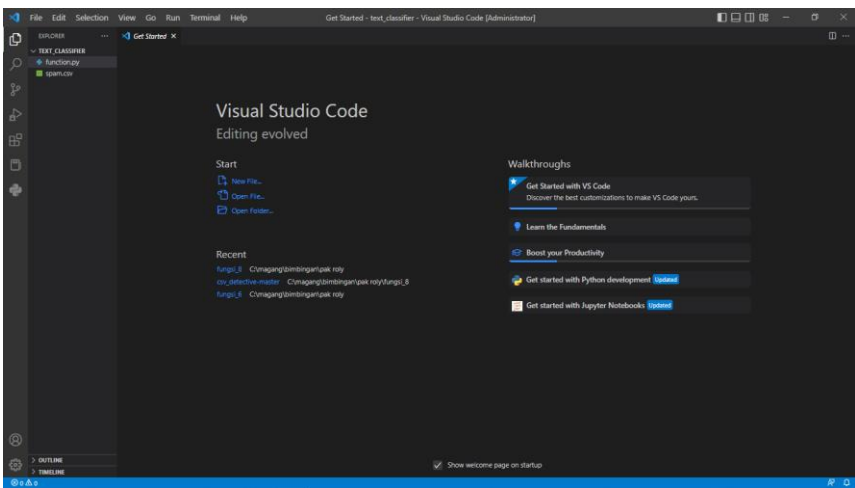 File Edit Selection View Go Run Terminal Help
Get Started - text_classifier - Visual Studio Code [Administrator]
EXPLORER
Get Started
TEXT_CLASSIFIER
function.py
spam.csv
Visual Studio Code
Editing evolved
Start
New File...
Open File...
Open Folder...
Recent
fungsi_6 C:\magang\bimbingan\pak roly
csv_detective-master C:\magang\bimbingan\pak roly\fungsi_8
fungsi_6 C:\magang\bimbingan\pak roly
Walkthroughs
Get Started with VS Code
Discover the best customizations to make VS Code yours.
Learn the Fundamentals
Boost your Productivity
Get started with Python development Updated
Get started with Jupyter Notebooks Updated
OUTLINE
TIMELINE
Show welcome page on startup
0 0